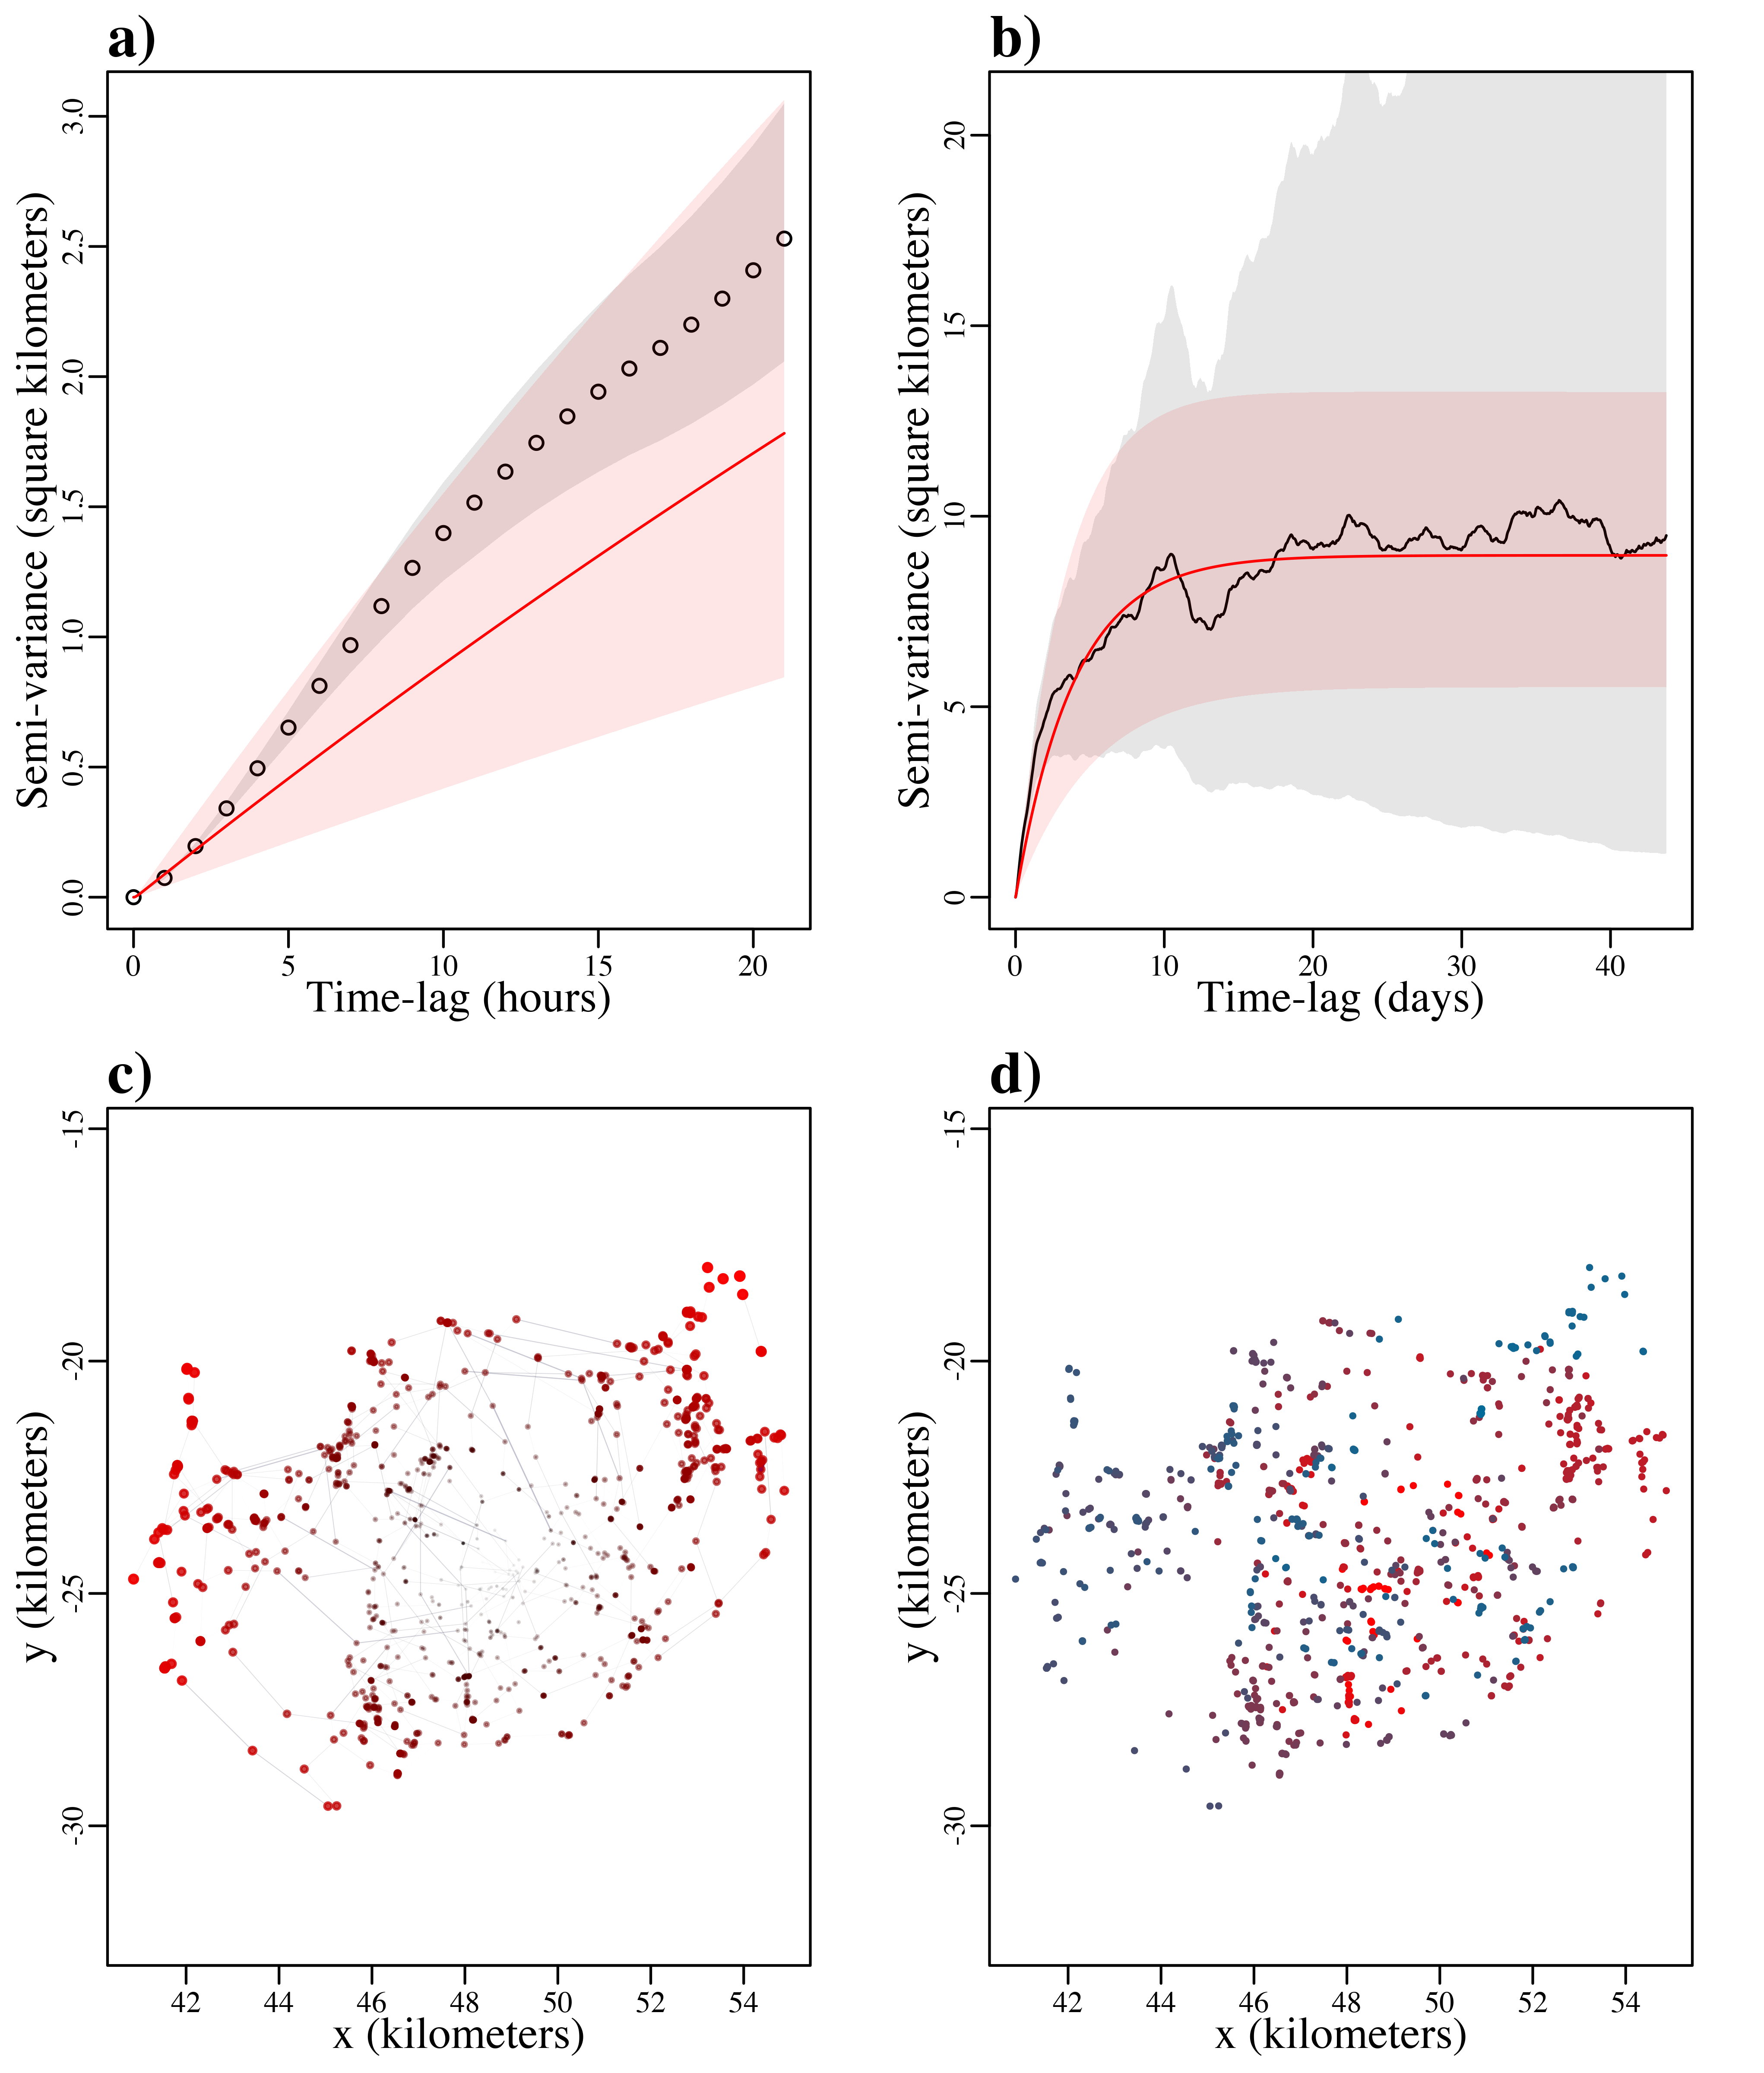 a)
Semi-variance (square kilometers)
0.0 0.5 1.0 1.5 2.0 2.5 3.0
0 5 10 15 20
Time-lag (hours)
b)
Semi-variance (square kilometers)
0 5 10 15 20
0 10 20 30 40
Time-lag (days)
c)
y (kilometers)
-30 -25 -20 -15
42 44 46 48 50 52 54
x (kilometers)
d)
y (kilometers)
-30 -25 -20 -15
42 44 46 48 50 52 54
x (kilometers)